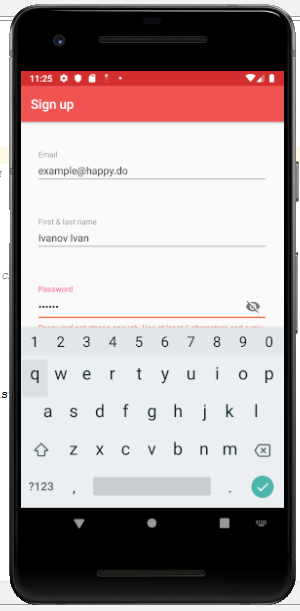 11:25
Sign up
Email
example@happy.do
First & last name
Ivanov Ivan
Password
••••••
1 2 3 4 5 6 7 8 9 0
q w e r t y u i o p
a s d f g h j k l
z x c v b n m
?123 , .